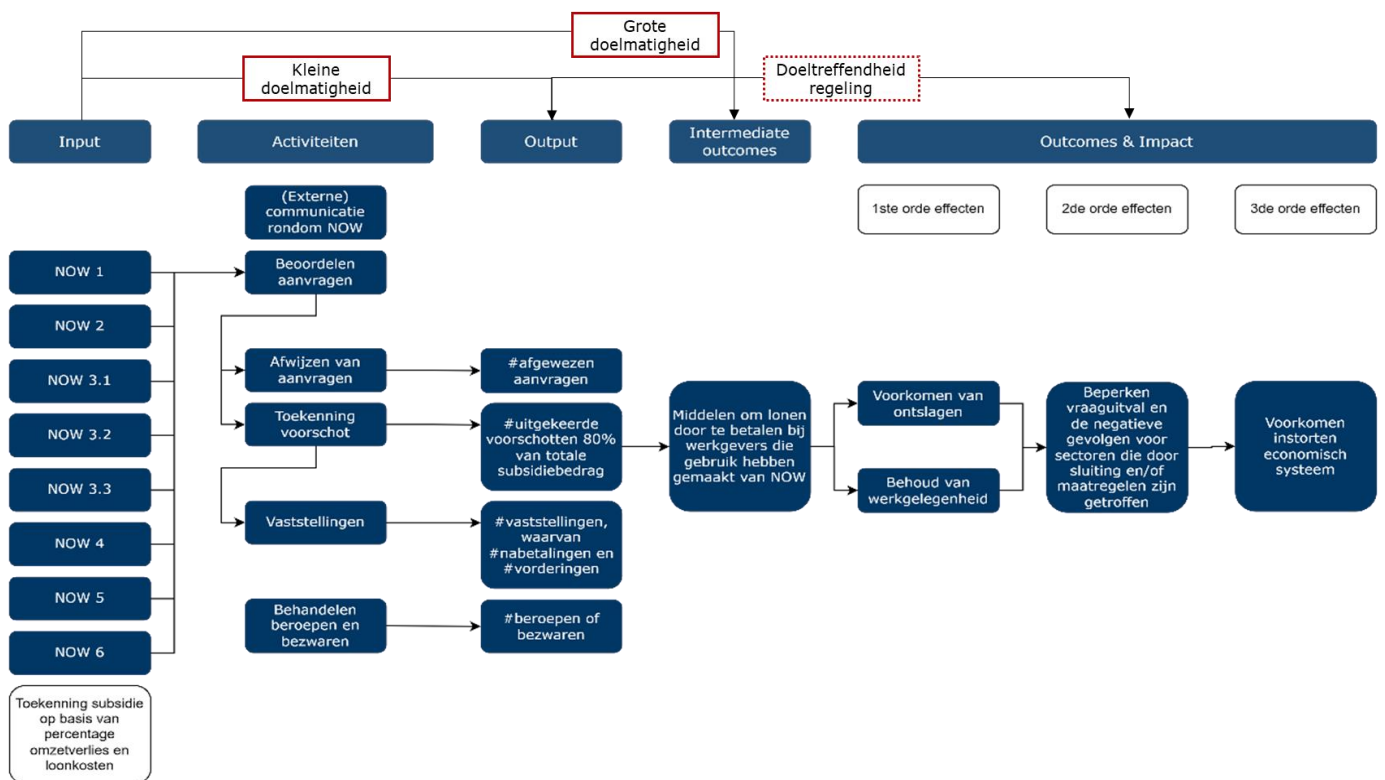 Grote
doelmatigheid
Kleine
doelmatigheid
Doeltreffendheid
regeling
Input
Activiteiten
Output
Intermediate
outcomes
Outcomes & Impact
(Externe)
communicatie
rondom NOW
1ste orde effecten
2de orde effecten
3de orde effecten
NOW 1
NOW 2
NOW 3.1
NOW 3.2
NOW 3.3
NOW 4
NOW 5
NOW 6
Toekenning subsidie
op basis van
percentage
omzetverlies en
loonkosten
Beoordelen
aanvragen
Afwijzen van
aanvragen
Toekenning
voorschot
Vaststellingen
Behandelen
beroepen en
bezwaren
#afgewezen
aanvragen
#uitgekeerde
voorschotten 80%
van totale
subsidiebedrag
#vaststellingen,
waarvan
#nabetalingen en
#vorderingen
#beroepen of
bezwaren
Middelen om lonen
door te betalen bij
werkgevers die
gebruik hebben
gemaakt van NOW
Voorkomen van
ontslagen
Behoud van
werkgelegenheid
Beperken
vraaguitval en
de negatieve
gevolgen voor
sectoren die door
sluiting en/of
maatregelen zijn
getroffen
Voorkomen
instorten
economisch
systeem